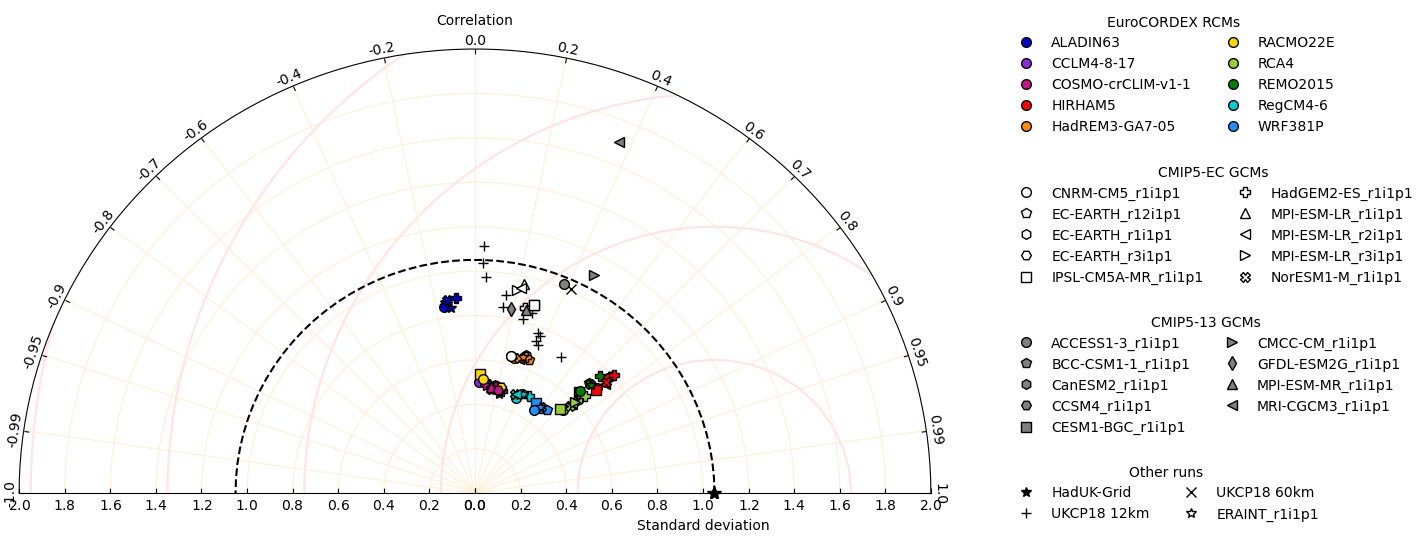 Correlation
-0.99
-0.95
-0.9
-0.8
-0.7
-0.6
-0.4
-0.2
0.0
0.2
0.4
0.6
0.7
0.8
0.9
0.95
0.99
1.0
1.0
2.0 1.8 1.6 1.4 1.2 1.0 0.8 0.6 0.4 0.2 0.0 0.2 0.4 0.6 0.8 1.0 1.2 1.4 1.6 1.8 2.0
Standard deviation
EuroCORDEX RCMs
ALADIN63 RACMO22E
CCLM4-8-17 RCA4
COSMO-crCLIM-v1-1 REMO2015
HIRHAM5 RegCM4-6
HadREM3-GA7-05 WRF381P
CMIP5-EC GCMs
CNRM-CM5_r1i1p1 HadGEM2-ES_r1i1p1
EC-EARTH_r12i1p1 MPI-ESM-LR_r1i1p1
EC-EARTH_r1i1p1 MPI-ESM-LR_r2i1p1
EC-EARTH_r3i1p1 MPI-ESM-LR_r3i1p1
IPSL-CM5A-MR_r1i1p1 NorESM1-M_r1i1p1
CMIP5-13 GCMs
ACCESS1-3_r1i1p1 CMCC-CM_r1i1p1
BCC-CSM1-1_r1i1p1 GFDL-ESM2G_r1i1p1
CanESM2_r1i1p1 MPI-ESM-MR_r1i1p1
CCSM4_r1i1p1 MRI-CGCM3_r1i1p1
CESM1-BGC_r1i1p1
Other runs
HadUK-Grid UKCP18 60km
UKCP18 12km ERAINT_r1i1p1